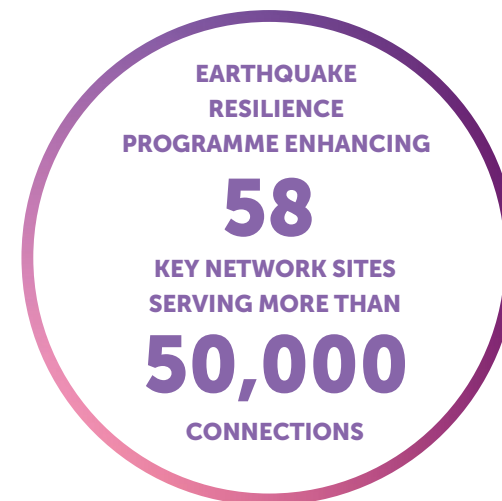 EARTHQUAKE
RESILIENCE
PROGRAMME ENHANCING
58
KEY NETWORK SITES
SERVING MORE THAN
50,000
CONNECTIONS